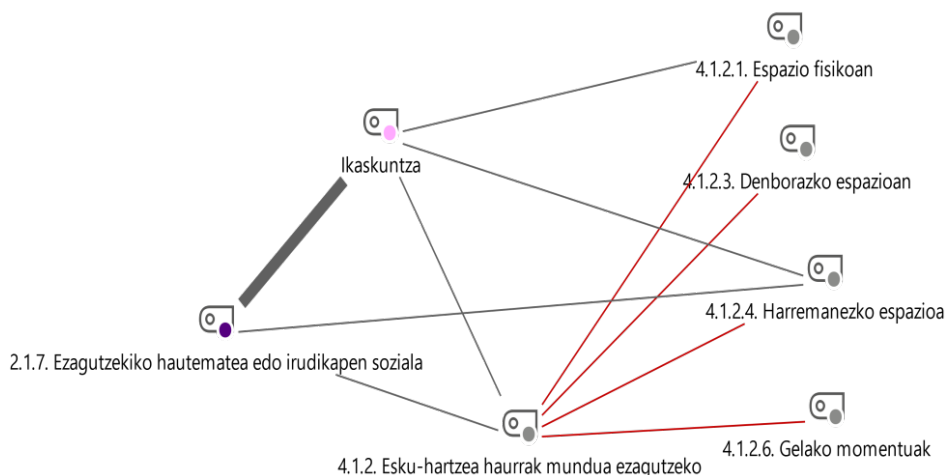 4.1.2.1. Espazio fisikoan
Ikaskuntza
4.1.2.3. Denborazko espazioan
4.1.2.4. Harremanezko espazioa
2.1.7. Ezagutzekiko hautematea edo irudikapen soziala
4.1.2.6. Gelako momentuak
4.1.2. Esku-hartzea haurrak mundua ezagutzeko